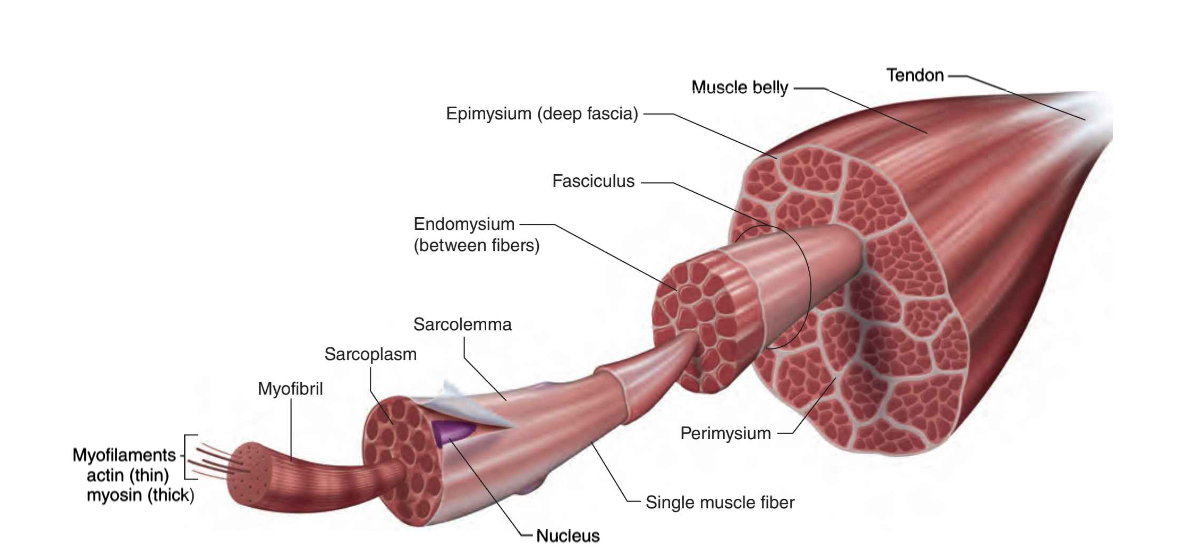 Tendon
Muscle belly
Epimysium (deep fascia)
Fasciculus
Endomysium
(between fibers)
Sarcolemma
Sarcoplasm
Myofibril
Myofilaments
actin (thin)
myosin (thick)
Perimysium
Single muscle fiber
Nucleus